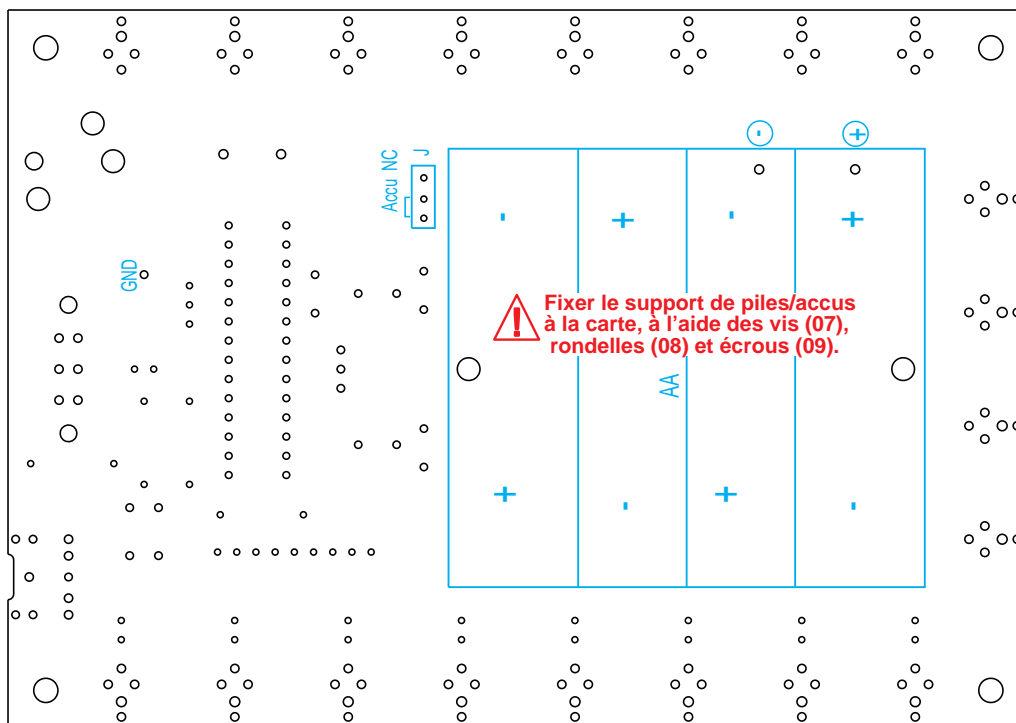 - +
Accu NC J
- + - +
GND
! Fixer le support de piles/accus
à la carte, à l'aide des vis (07),
rondelles (08) et écrous (09).
AA
+ - + -